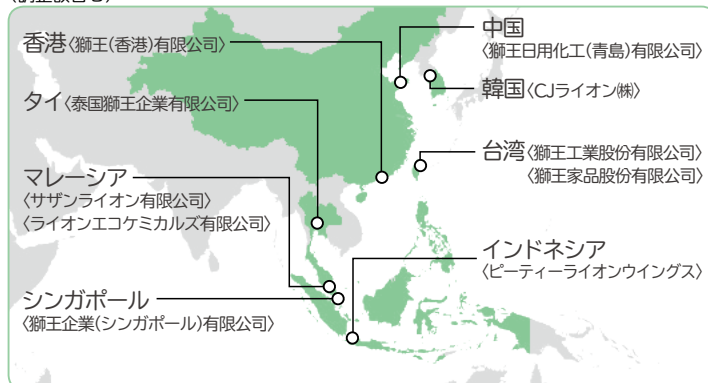 香港〈獅王(香港)有限公司〉
タイ〈泰国獅王企業有限公司〉
マレーシア
〈サザンライオン有限公司〉
〈ライオンエコケミカルズ有限公司〉
シンガポール
〈獅王企業(シンガポール)有限公司〉
中国
〈獅王日用化工(青島)有限公司〉
韓国〈CJライオン㈱〉
台湾〈獅王工業股份有限公司〉
〈獅王家品股份有限公司〉
インドネシア
〈ピーティーライオンウイングス〉